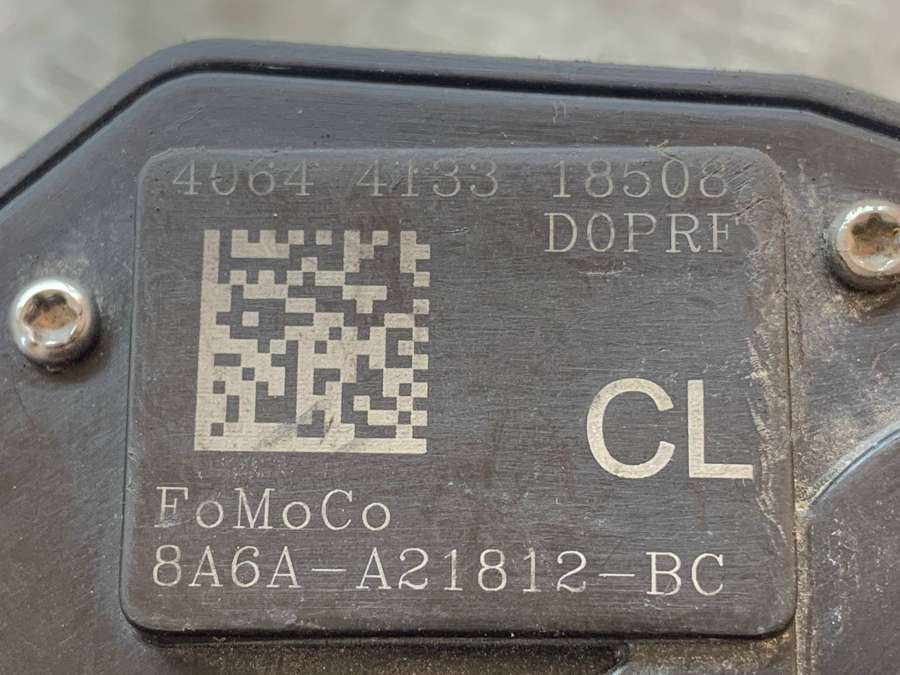 4064 4133 18508
D0PRF
CL
FoMoCo
8A6A-A21812-BC